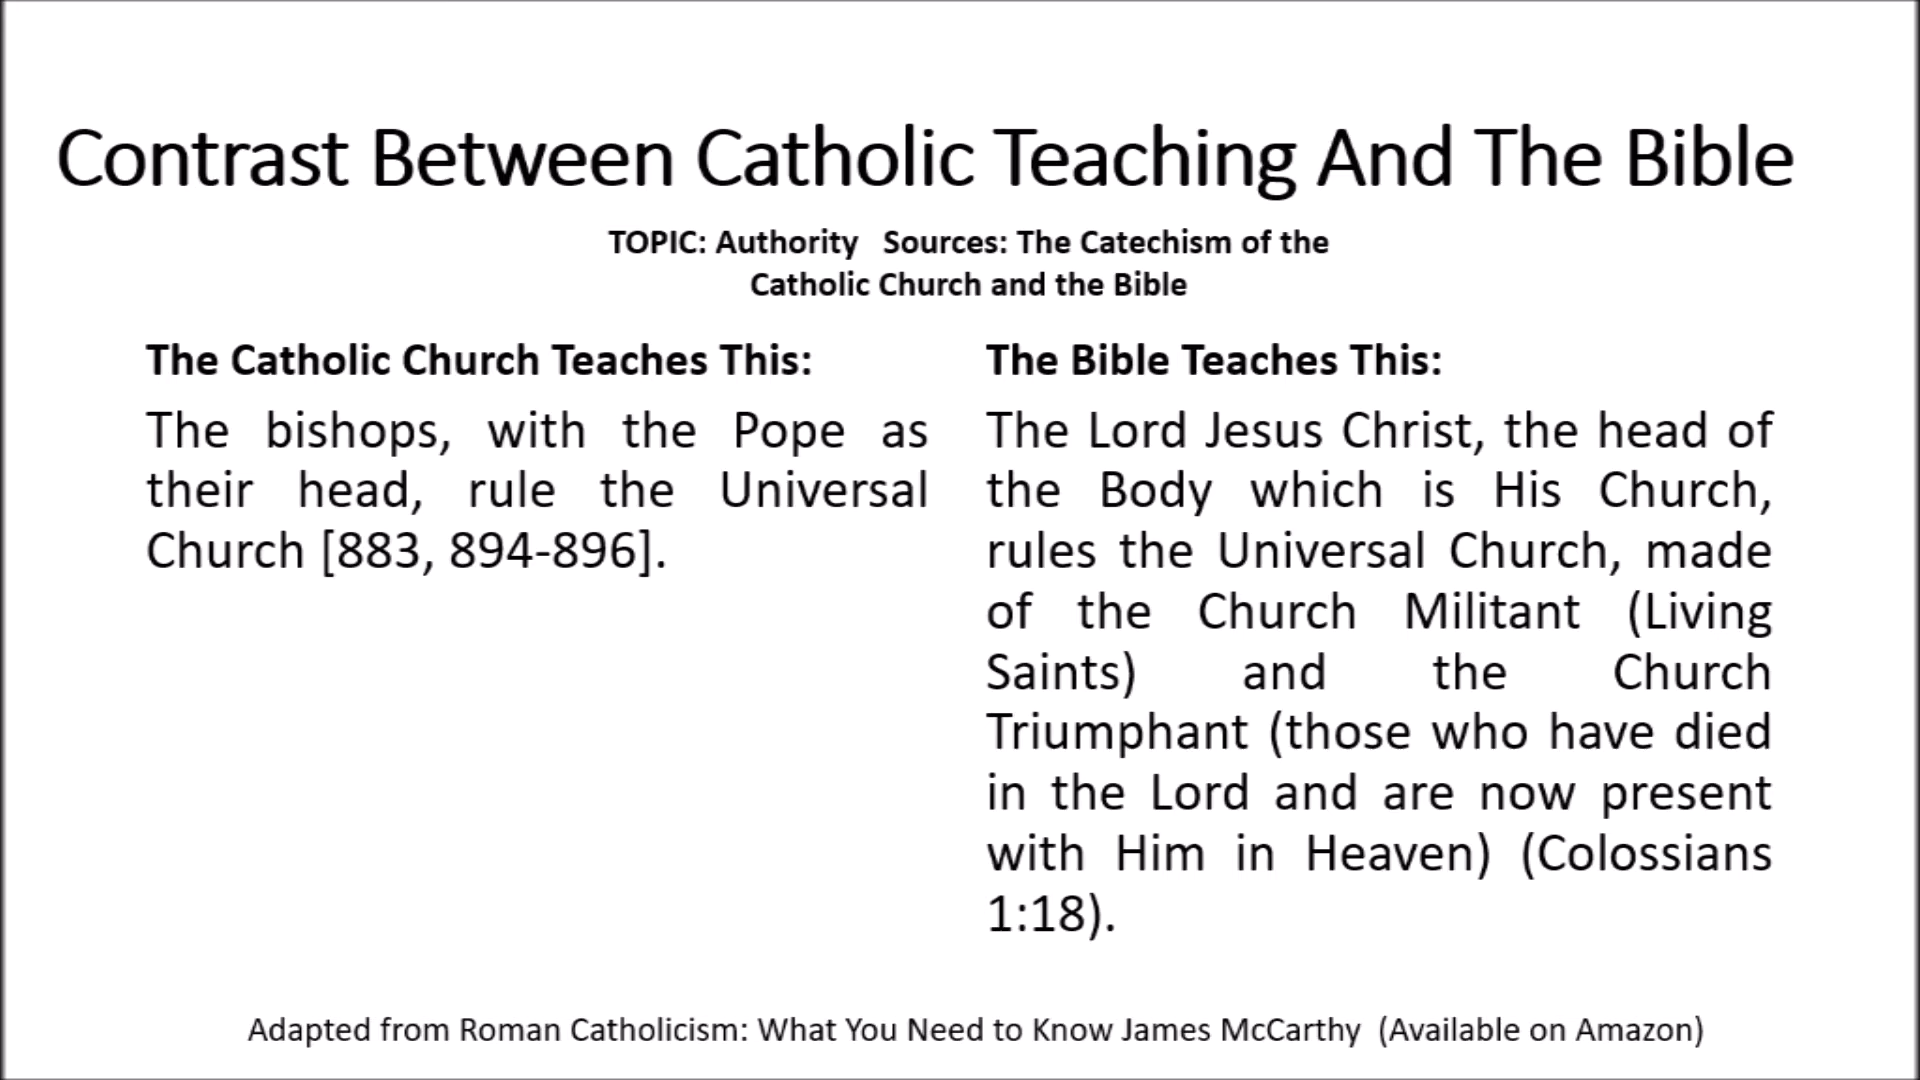 Contrast Between Catholic Teaching And The Bible
TOPIC: Authority   Sources: The Catechism of the
Catholic Church and the Bible
The Catholic Church Teaches This:
The bishops, with the Pope as
their head, rule the Universal
Church [883, 894-896].
The Bible Teaches This:
The Lord Jesus Christ, the head of
the Body which is His Church,
rules the Universal Church, made
of the Church Militant (Living
Saints) and the Church
Triumphant (those who have died
in the Lord and are now present
with Him in Heaven) (Colossians
1:18).
Adapted from Roman Catholicism: What You Need to Know James McCarthy  (Available on Amazon)